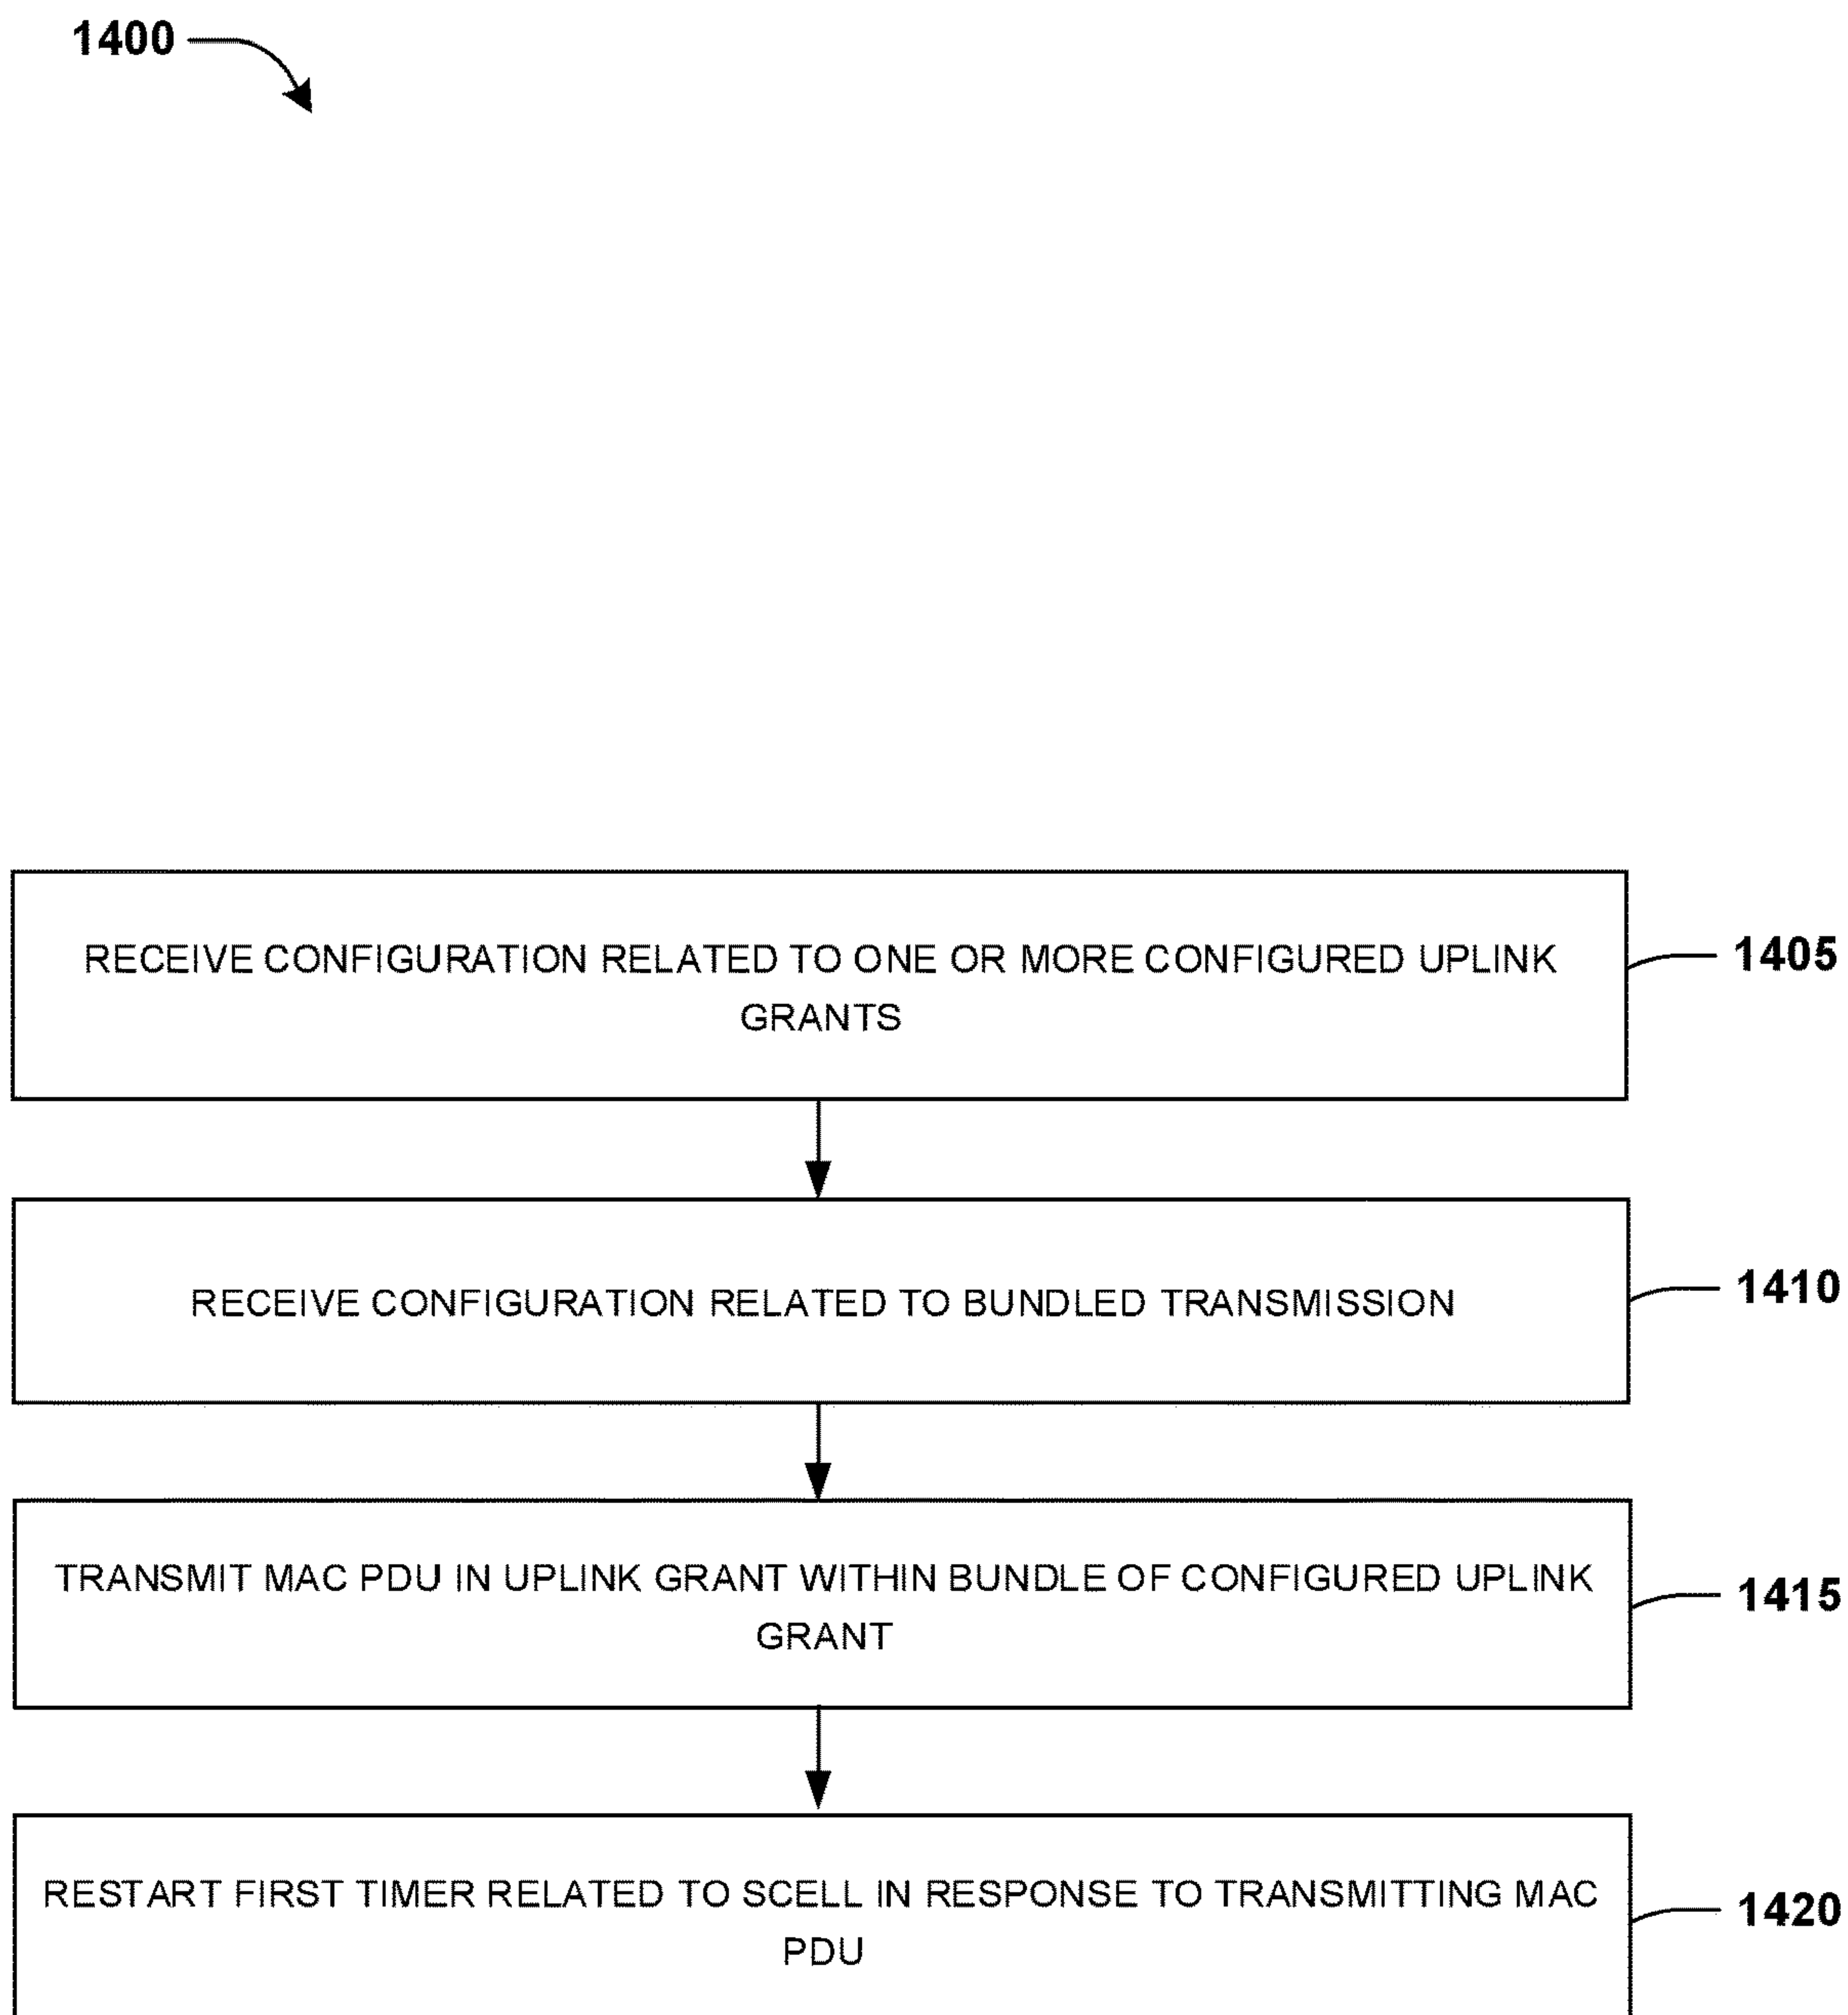 1400
RECEIVE CONFIGURATION RELATED TO ONE OR MORE CONFIGURED UPLINK
GRANTS
1405
RECEIVE CONFIGURATION RELATED TO BUNDLED TRANSMISSION
1410
TRANSMIT MAC PDU IN UPLINK GRANT WITHIN BUNDLE OF CONFIGURED UPLINK
GRANT
1415
RESTART FIRST TIMER RELATED TO SCELL IN RESPONSE TO TRANSMITTING MAC
PDU
1420